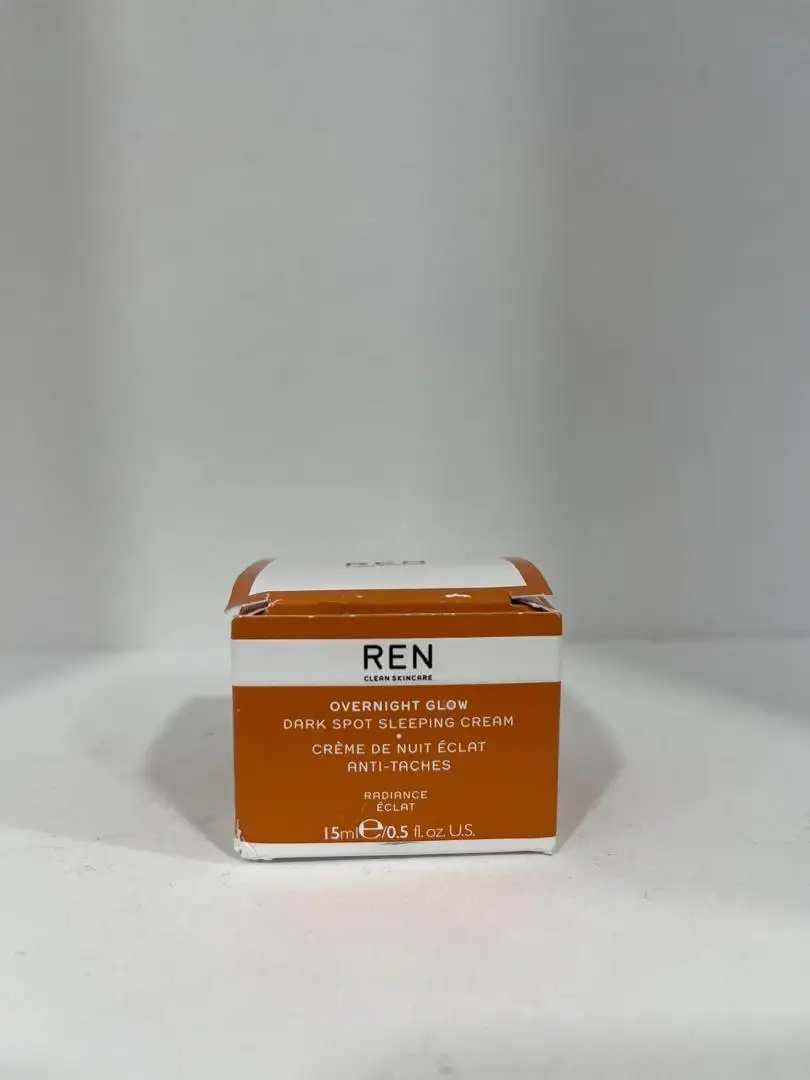 REN
REN
CLEAN SKINCARE
OVERNIGHT GLOW
DARK SPOT SLEEPING CREAM
•
CRÈME DE NUIT ÉCLAT
ANTI-TACHES
RADIANCE
ÉCLAT
15ml℮/0.5 fl. oz. U.S.